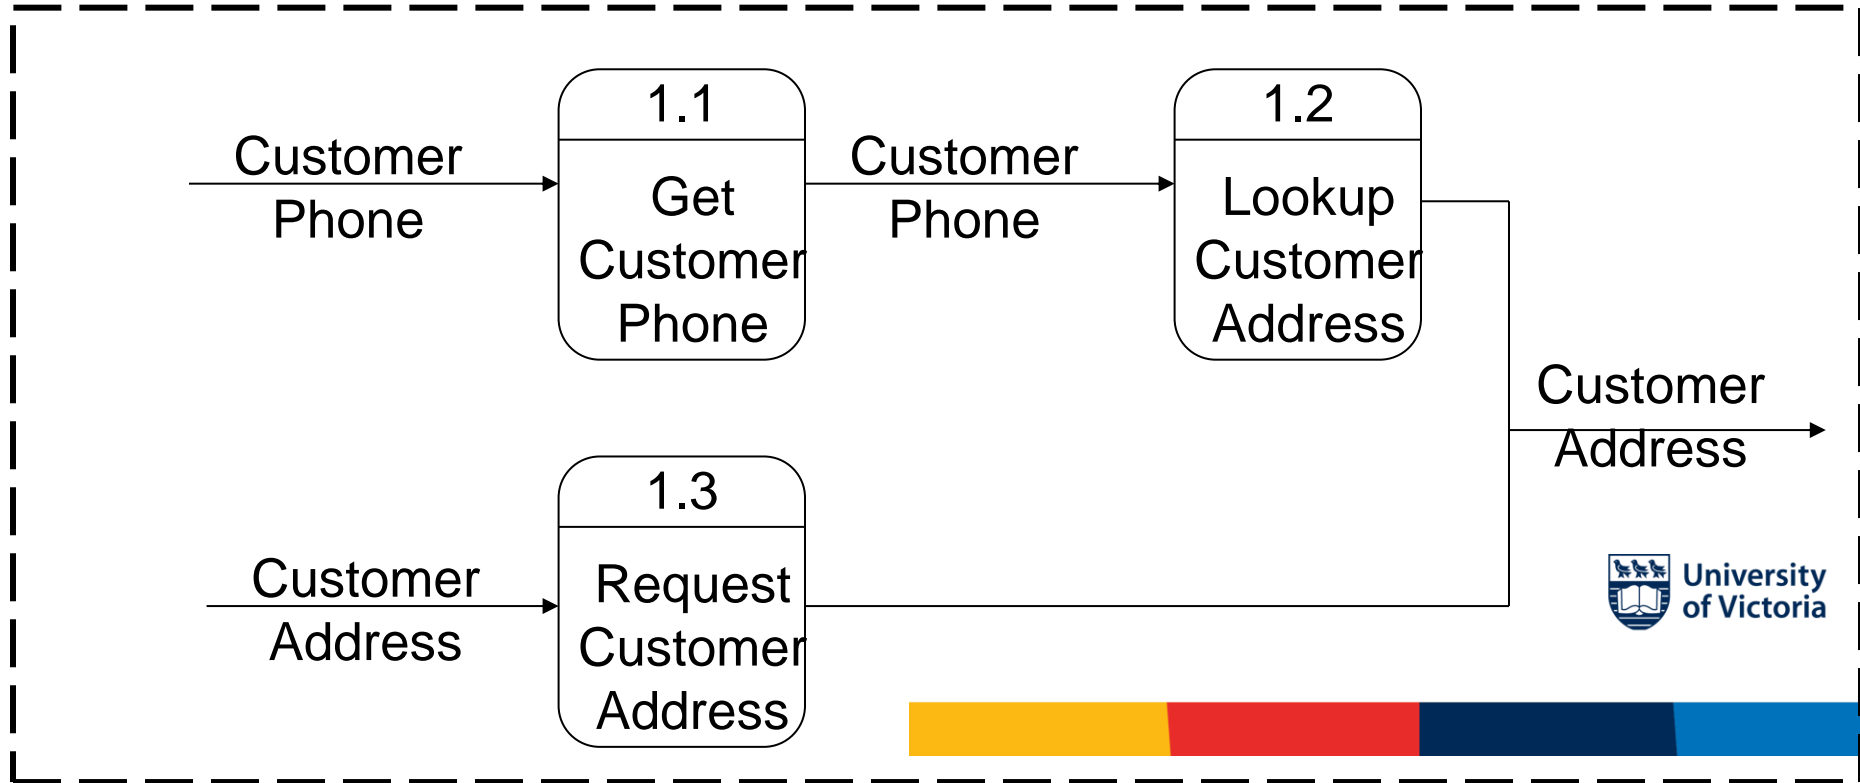 1.1
1.2
Customer
Phone
Get
Customer
Phone
Customer
Phone
Lookup
Customer
Address
Customer
Address
1.3
Customer
Address
Request
Customer
Address
University
of Victoria